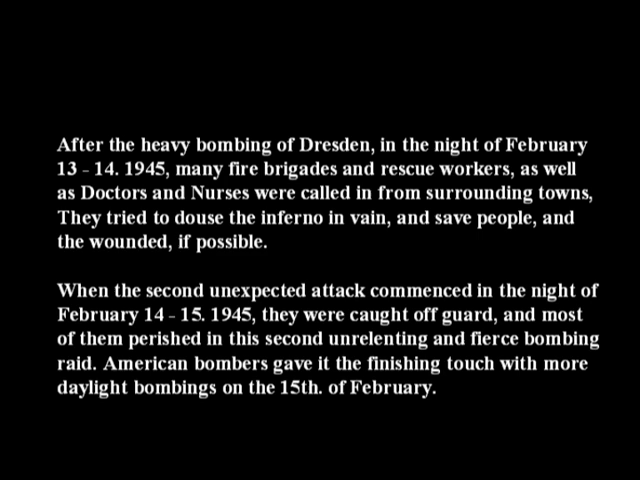 After the heavy bombing of Dresden, in the night of February
13 - 14. 1945, many fire brigades and rescue workers, as well
as Doctors and Nurses were called in from surrounding towns,
They tried to douse the inferno in vain, and save people, and
the wounded, if possible.
When the second unexpected attack commenced in the night of
February 14 - 15. 1945, they were caught off guard, and most
of them perished in this second unrelenting and fierce bombing
raid. American bombers gave it the finishing touch with more
daylight bombings on the 15th. of February.